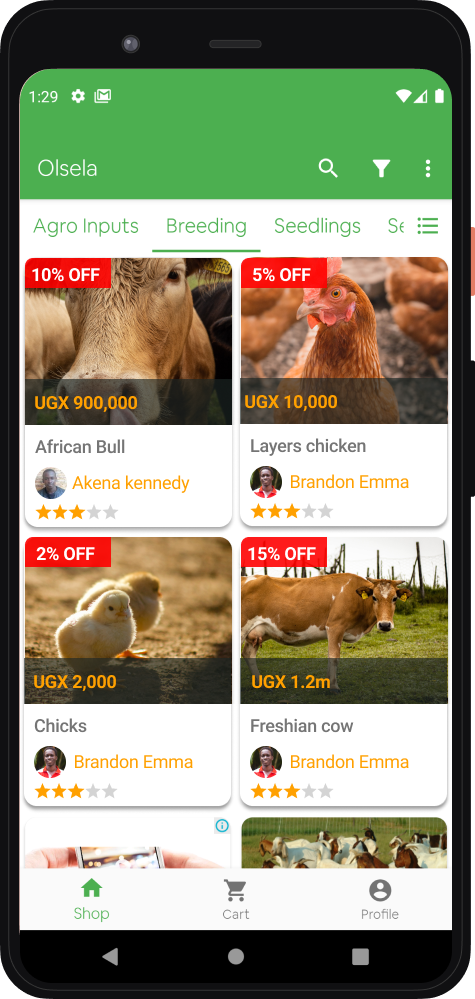 1:29
Olsela
Agro Inputs Breeding Seedlings Se
10% OFF
UGX 900,000
African Bull
Akena kennedy
5% OFF
UGX 10,000
Layers chicken
Brandon Emma
2% OFF
UGX 2,000
Chicks
Brandon Emma
15% OFF
UGX 1.2m
Freshian cow
Brandon Emma
Shop Cart Profile